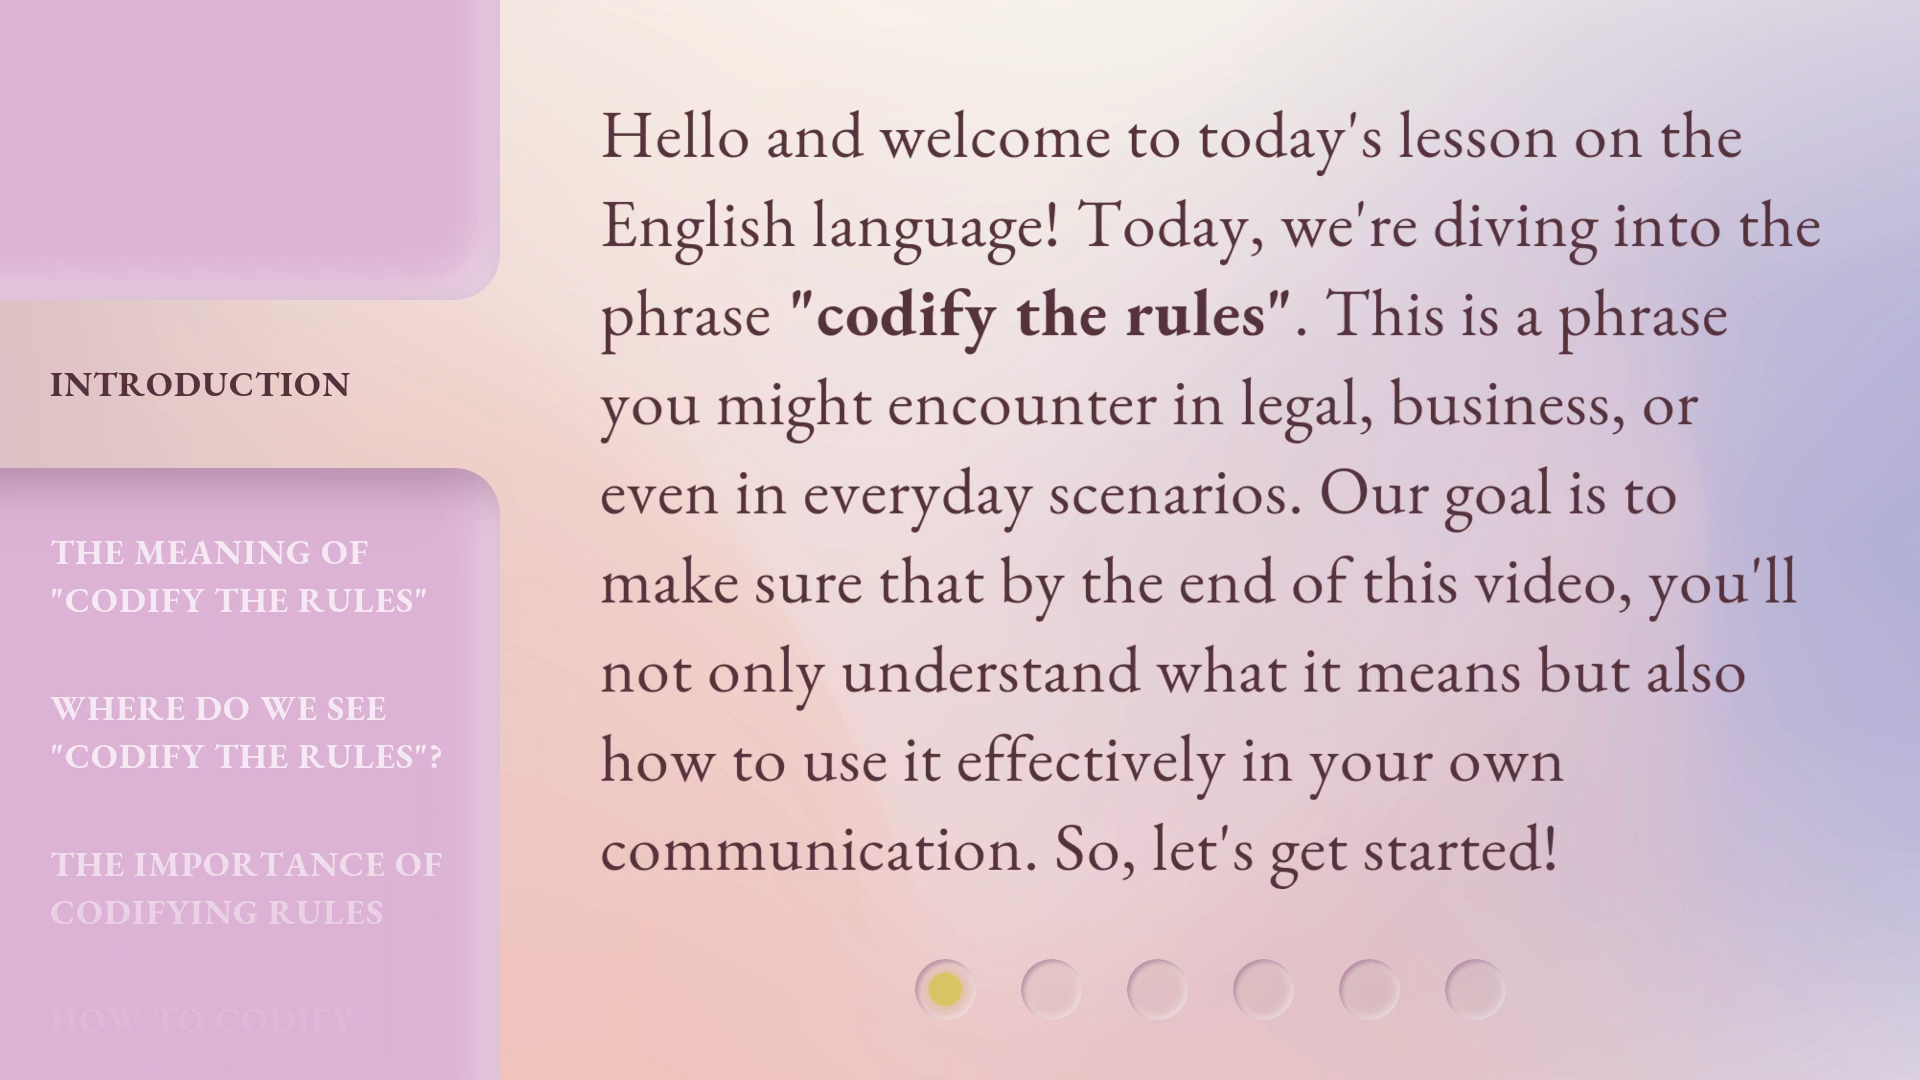 INTRODUCTION
THE MEANING OF
"CODIFY THE RULES"
WHERE DO WE SEE
"CODIFY THE RULES"?
THE IMPORTANCE OF
CODIFYING RULES
HOW TO CODIFY
Hello and welcome to today's lesson on the
English language! Today, we're diving into the
phrase "codify the rules". This is a phrase
you might encounter in legal, business, or
even in everyday scenarios. Our goal is to
make sure that by the end of this video, you'll
not only understand what it means but also
how to use it effectively in your own
communication. So, let's get started!